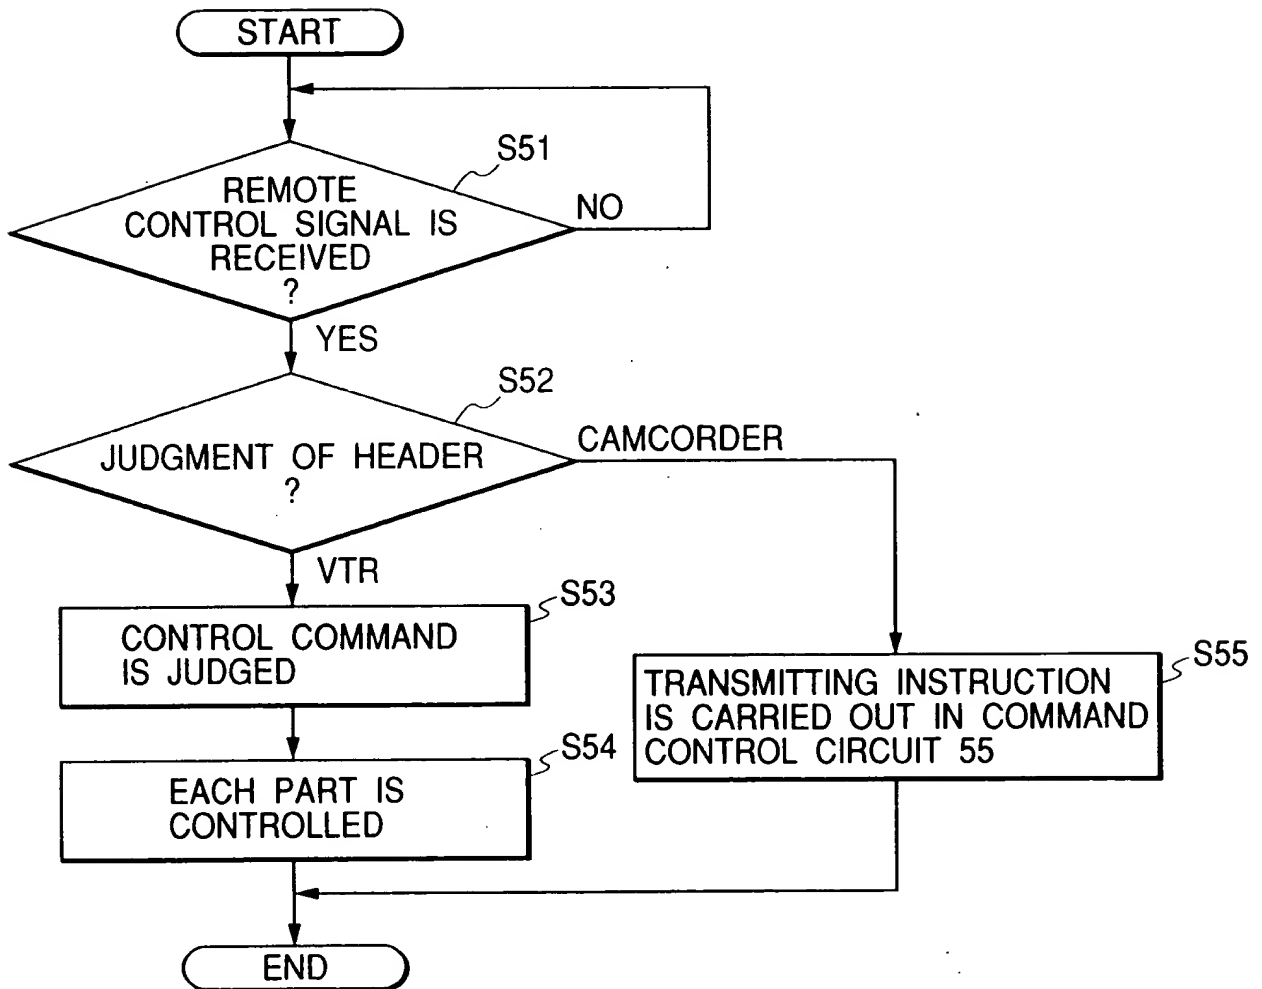 START
S51
REMOTE
CONTROL SIGNAL IS
RECEIVED
?
NO
YES
S52
JUDGMENT OF HEADER
?
CAMCORDER
VTR
S53
CONTROL COMMAND
IS JUDGED
S55
TRANSMITTING INSTRUCTION
IS CARRIED OUT IN COMMAND
CONTROL CIRCUIT 55
S54
EACH PART IS
CONTROLLED
END